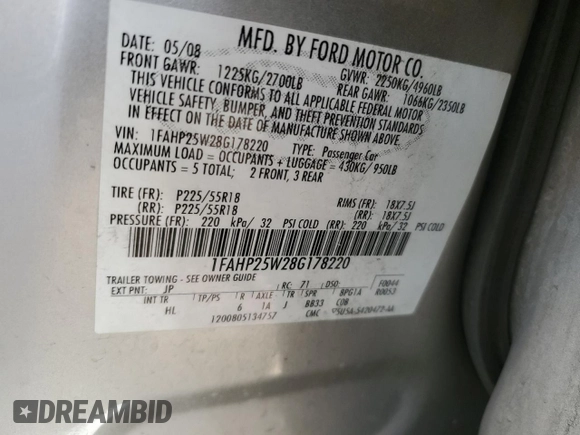 MFD. BY FORD MOTOR CO.
DATE: 05/08 GVWR: 2250KG/4960LB
FRONT GAWR: 1225KG/2700LB REAR GAWR: 1066KG/2350LB
THIS VEHICLE CONFORMS TO ALL APPLICABLE FEDERAL MOTOR
VEHICLE SAFETY, BUMPER, AND THEFT PREVENTION STANDARDS
IN EFFECT ON THE DATE OF MANUFACTURE SHOWN ABOVE.
VIN: 1FAHP25W28G178220 TYPE: Passenger Car
MAXIMUM LOAD = OCCUPANTS + LUGGAGE = 430KG/ 950LB
OCCUPANTS = 5 TOTAL; 2 FRONT, 3 REAR
TIRE (FR): P225/55R18 RIMS (FR): 18X7.5J
(RR): P225/55R18 (RR): 18X7.5J
PRESSURE (FR): 220 kPa/ 32 PSI COLD (RR): 220 kPa/ 32 PSI COLD
1FAHP25W28G178220
TRAILER TOWING - SEE OWNER GUIDE
EXT PNT: JP RC: 71 DSO: F0044
R0053
INT TR TP/PS R AXLE TR SPR BPG1A
HL 6 1A J BB33 COB
1200805134757 CMC
DREAMBID